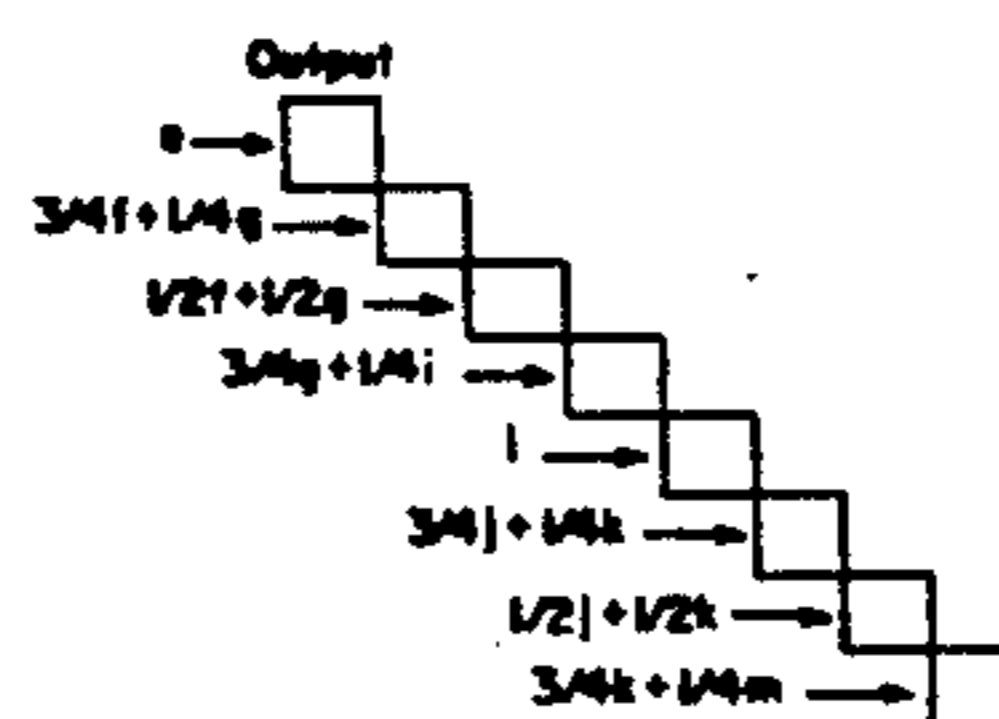 Output
e
3/4f + 1/4g
1/2f + 1/2g
3/4g + 1/4i
3/4j + 1/4k
1/2j + 1/2k
3/4k + 1/4m